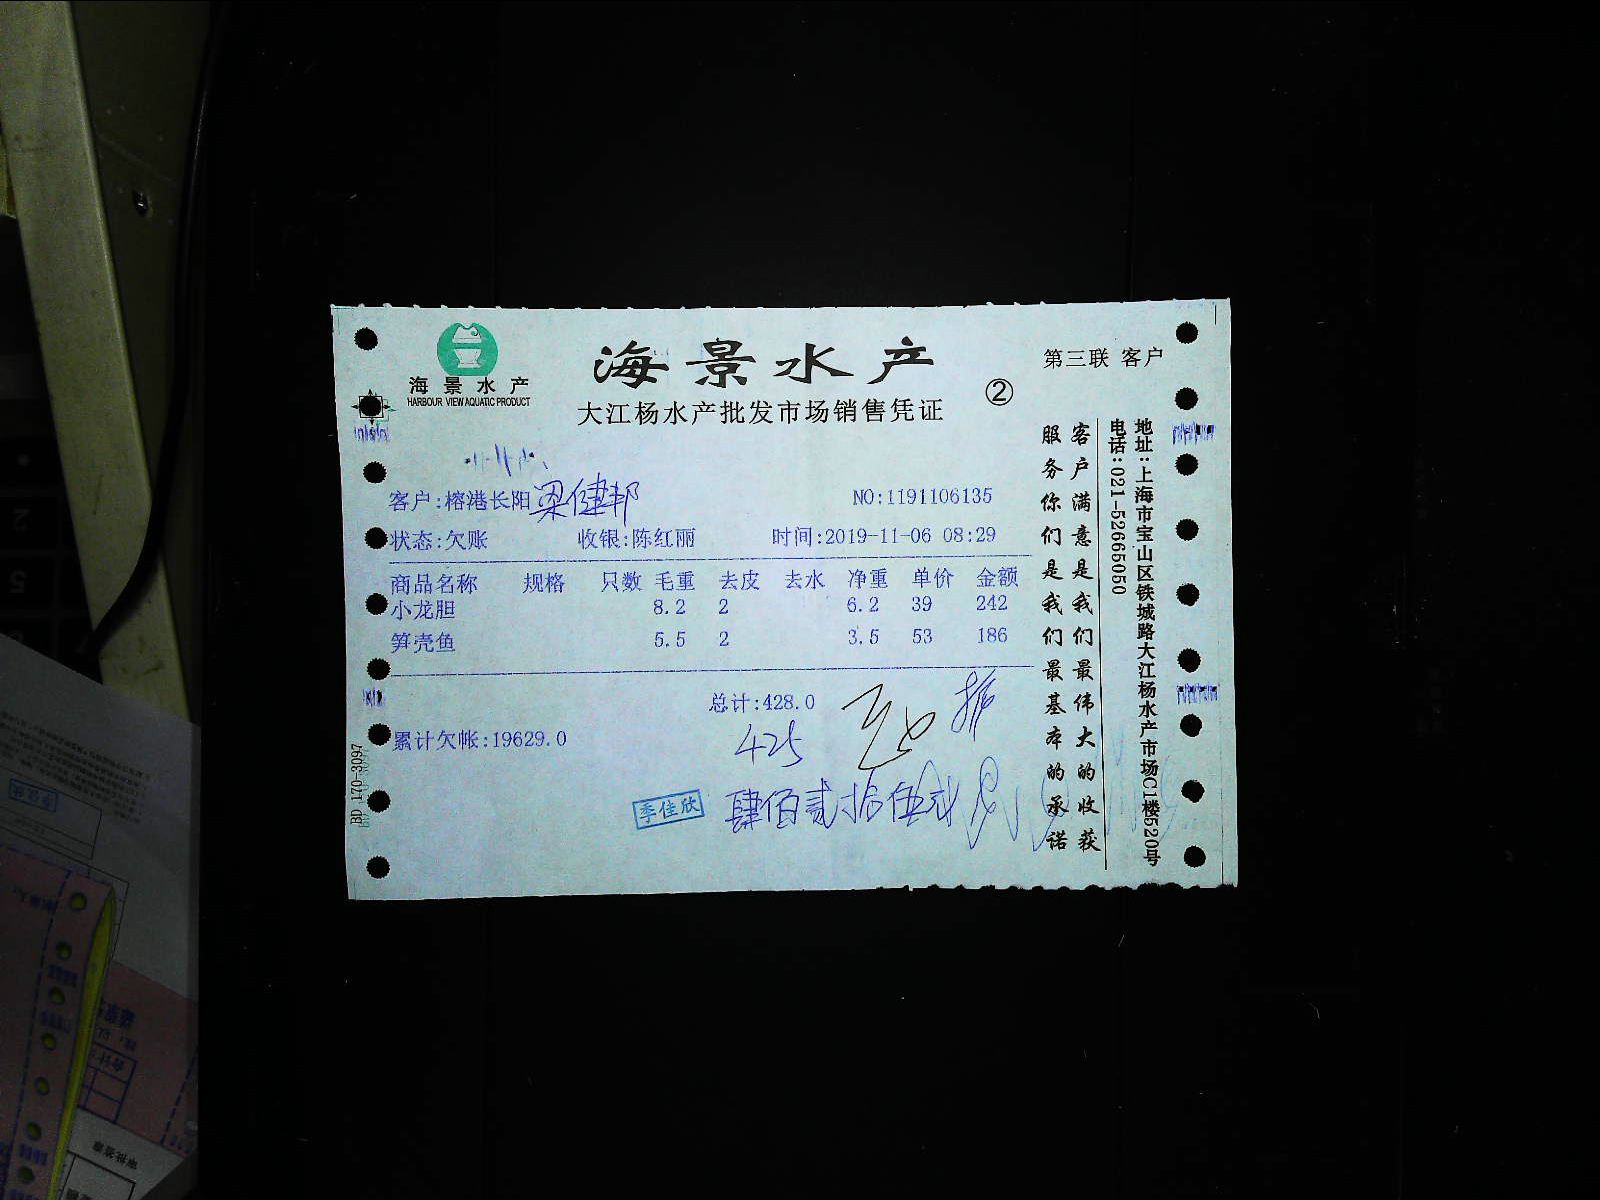 海景水产
HARBOUR VIEW AQUATIC PRODUCT
海景水产
大江杨水产批发市场销售凭证
②
第三联 客户
客户:榕港长阳 梁健邦
NO:1191106135
状态:欠账 收银:陈红丽 时间:2019-11-06 08:29
商品名称 规格 只数 毛重 去皮 去水 净重 单价 金额
小龙胆 8.2 2 6.2 39 242
笋壳鱼 5.5 2 3.5 53 186
总计:428.0
累计欠帐:19629.0
425
季佳欣
肆佰贰拾伍元
客户满意是我们最伟大的收获
服务你们是我们最基本的承诺
地址:上海市宝山区铁城路大江杨水产市场C1楼520号
电话:021-52665050
BD 170-3097